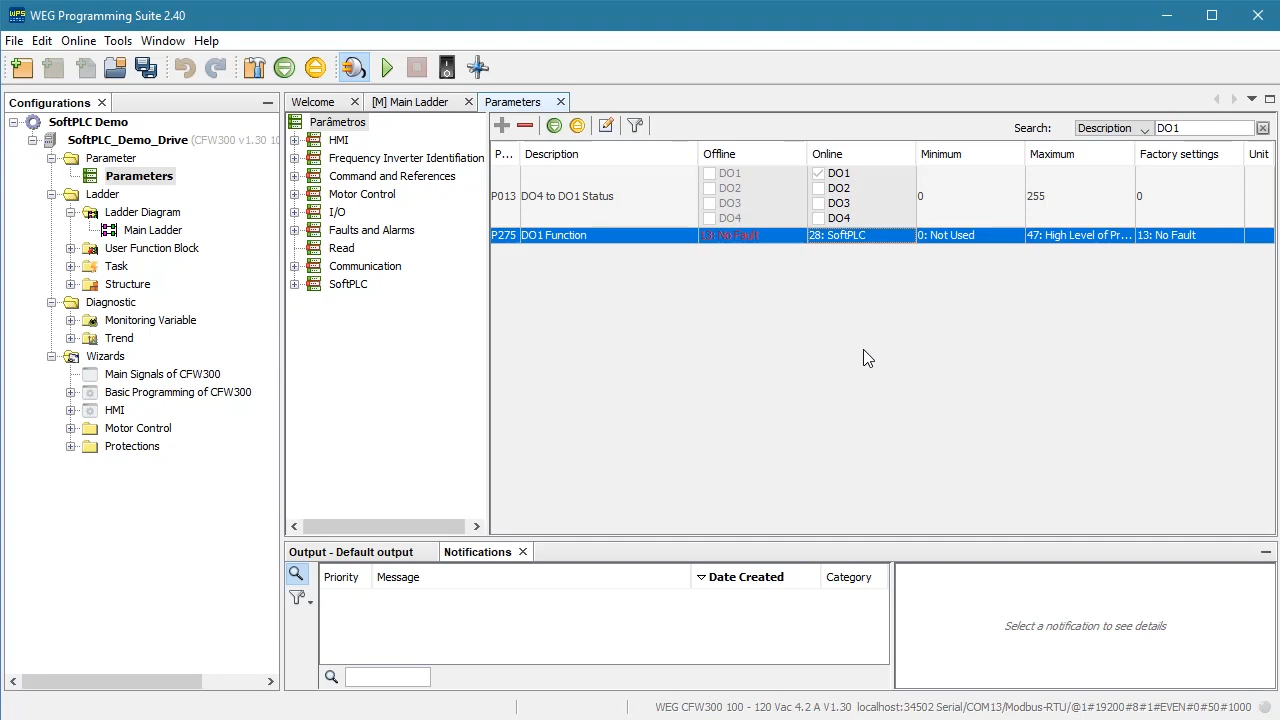 WEG Programming Suite 2.40
File Edit Online Tools Window Help
Configurations
SoftPLC Demo
SoftPLC_Demo_Drive (CFW300 v1.30 10
Parameter
Parameters
Ladder
Ladder Diagram
Main Ladder
User Function Block
Task
Structure
Diagnostic
Monitoring Variable
Trend
Wizards
Main Signals of CFW300
Basic Programming of CFW300
HMI
Motor Control
Protections
Welcome [M] Main Ladder Parameters
Parâmetros
HMI
Frequency Inverter Identifiation
Command and References
Motor Control
I/O
Faults and Alarms
Read
Communication
SoftPLC
Search: Description DO1
P... Description Offline Online Minimum Maximum Factory settings Unit
P013 DO4 to DO1 Status
DO1
DO2
DO3
DO4
DO1
DO2
DO3
DO4
0 255 0
P275 DO1 Function 13: No Fault 28: SoftPLC 0: Not Used 47: High Level of Pr... 13: No Fault
Output - Default output Notifications
Priority Message Date Created Category
Select a notification to see details
WEG CFW300 100 - 120 Vac 4.2 A V1.30 localhost:34502 Serial/COM13/Modbus-RTU/@1#19200#8#1#EVEN#0#50#1000
WPS